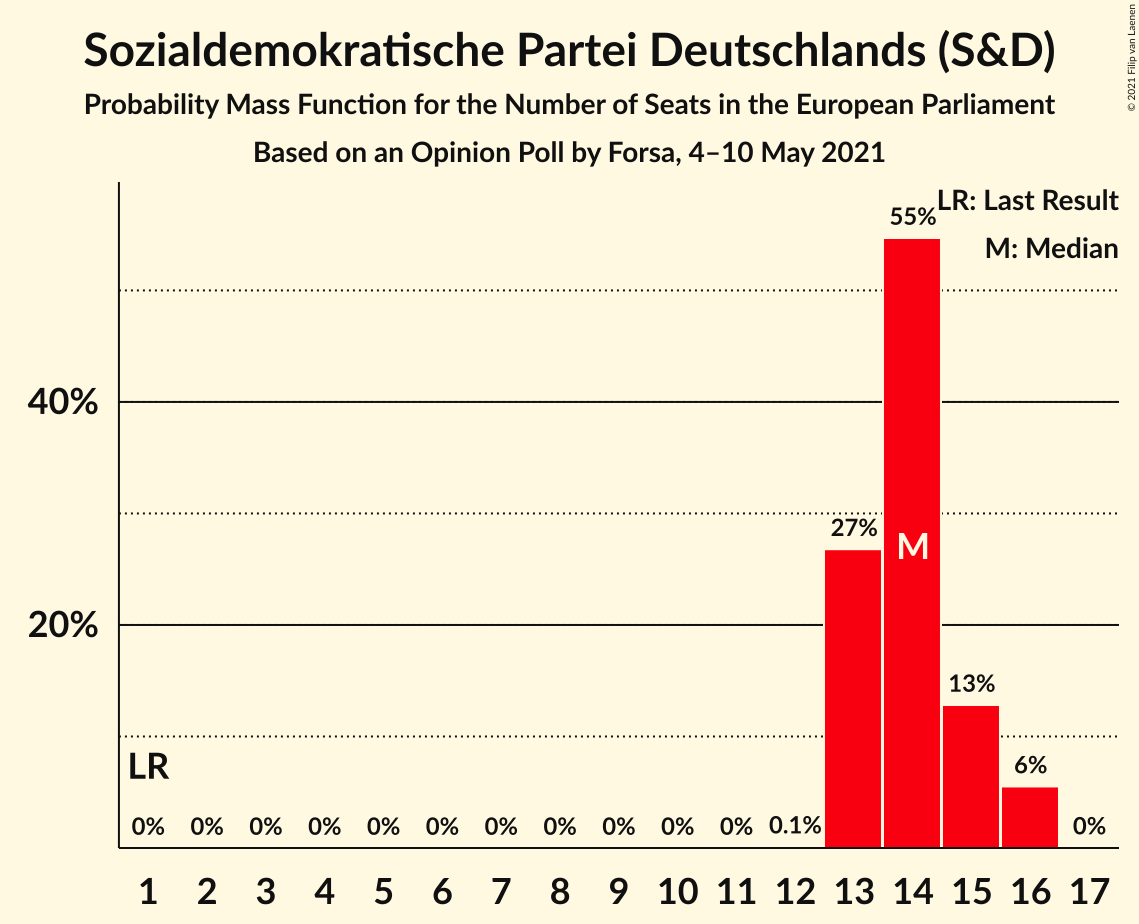 Sozialdemokratische Partei Deutschlands (S&D)
Probability Mass Function for the Number of Seats in the European Parliament
Based on an Opinion Poll by Forsa, 4–10 May 2021
© 2021 Filip van Laenen
LR: Last Result
M: Median
55%
40%
27%
M
20%
13%
LR
6%
0% 0% 0% 0% 0% 0% 0% 0% 0% 0% 0% 0.1% 0%
1 2 3 4 5 6 7 8 9 10 11 12 13 14 15 16 17